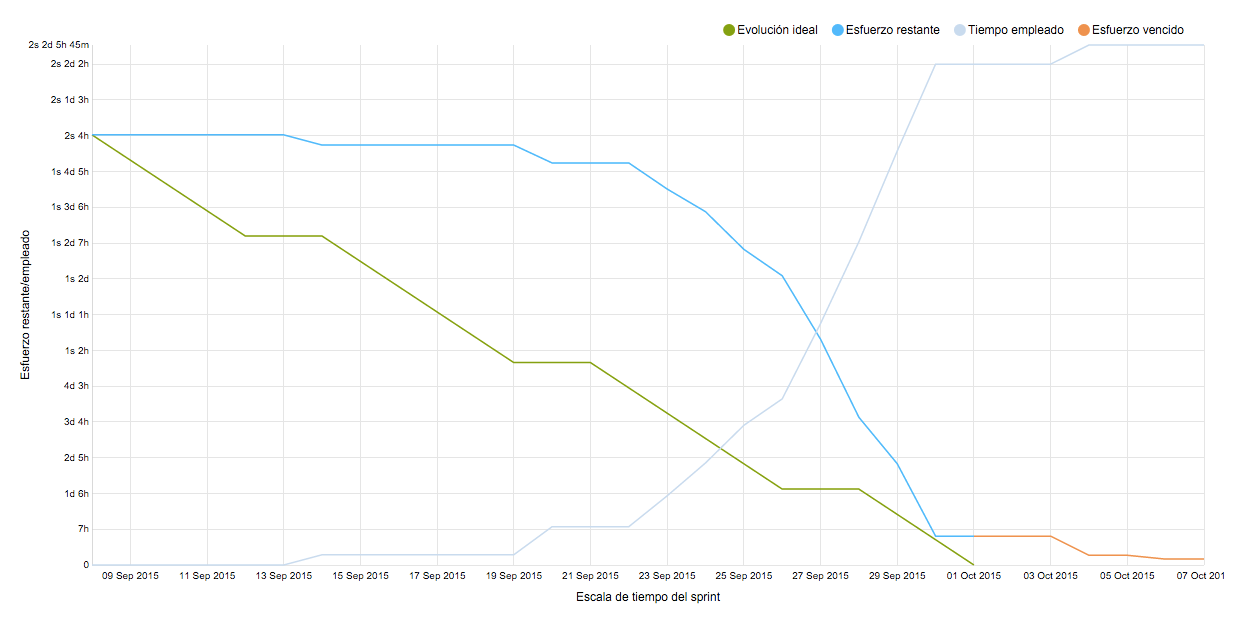 Evolución ideal Esfuerzo restante Tiempo empleado Esfuerzo vencido
2s 2d 5h 45m
2s 2d 2h
2s 1d 3h
2s 4h
1s 4d 5h
1s 3d 6h
1s 2d 7h
1s 2d
1s 1d 1h
1s 2h
4d 3h
3d 4h
2d 5h
1d 6h
7h
0
Esfuerzo restante/empleado
09 Sep 2015 11 Sep 2015 13 Sep 2015 15 Sep 2015 17 Sep 2015 19 Sep 2015 21 Sep 2015 23 Sep 2015 25 Sep 2015 27 Sep 2015 29 Sep 2015 01 Oct 2015 03 Oct 2015 05 Oct 2015 07 Oct 201
Escala de tiempo del sprint